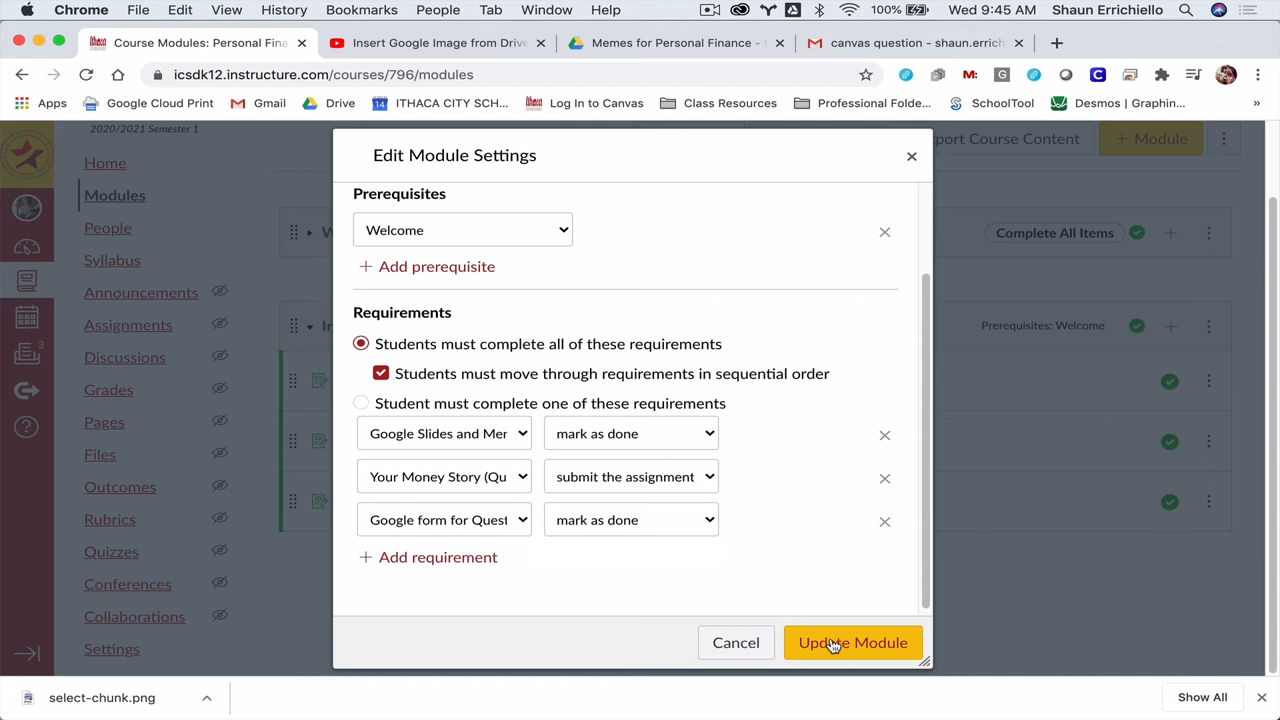 Chrome File Edit View History Bookmarks People Tab Window Help 100% Wed 9:45 AM Shaun Errichiello
Course Modules: Personal Fina
Insert Google Image from Drive
Memes for Personal Finance - G
canvas question - shaun.errich
icsdk12.instructure.com/courses/796/modules
Apps Google Cloud Print Gmail Drive ITHACA CITY SCH... Log In to Canvas Class Resources Professional Folde... SchoolTool Desmos | Graphin... »
2020/2021 Semester 1
Home
Modules
People
Syllabus
Announcements
Assignments
Discussions
Grades
Pages
Files
Outcomes
Rubrics
Quizzes
Conferences
Collaborations
Settings
3
port Course Content
+ Module
Complete All Items
Prerequisites: Welcome
Edit Module Settings
Prerequisites
Welcome
+ Add prerequisite
Requirements
Students must complete all of these requirements
Students must move through requirements in sequential order
Student must complete one of these requirements
Google Slides and Mer mark as done
Your Money Story (Qu submit the assignment
Google form for Quest mark as done
+ Add requirement
Cancel
Update Module
select-chunk.png
Show All